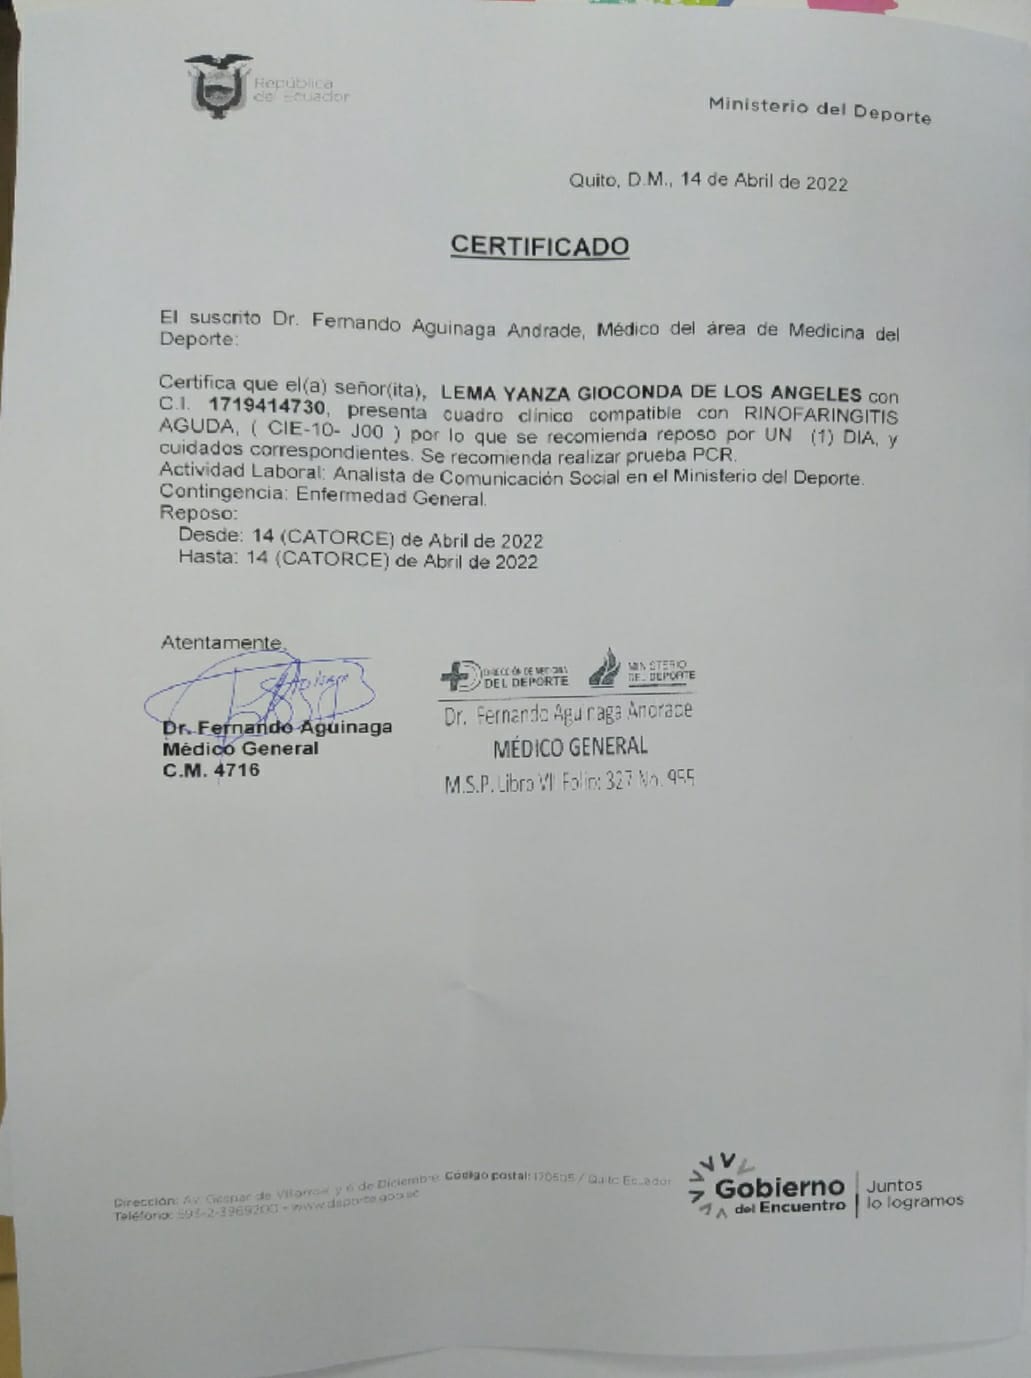 República
del Ecuador
Ministerio del Deporte
Quito, D.M., 14 de Abril de 2022
CERTIFICADO
El suscrito Dr. Fernando Aguinaga Andrade, Médico del área de Medicina del
Deporte:
Certifica que el(a) señor(ita), LEMA YANZA GIOCONDA DE LOS ANGELES con
C.I. 1719414730, presenta cuadro clínico compatible con RINOFARINGITIS
AGUDA, ( CIE-10- J00 ) por lo que se recomienda reposo por UN (1) DIA, y
cuidados correspondientes. Se recomienda realizar prueba PCR.
Actividad Laboral: Analista de Comunicación Social en el Ministerio del Deporte.
Contingencia: Enfermedad General.
Reposo:
Desde: 14 (CATORCE) de Abril de 2022
Hasta: 14 (CATORCE) de Abril de 2022
Atentamente,
Dr. Fernando Aguinaga
Médico General
C.M. 4716
DIRECCIÓN DE MEDICINA
DEL DEPORTE
MINISTERIO
DEL DEPORTE
Dr. Fernando Aguinaga Andrade
MÉDICO GENERAL
M.S.P. Libro VII Folio: 327 No. 955
Dirección: Av. Gaspar de Villarroel y 6 de Diciembre Código postal: 170505 / Quito Ecuador
Teléfono: 593-2-3969200 - www.deporte.gob.ec
Gobierno
del Encuentro
Juntos
lo logramos